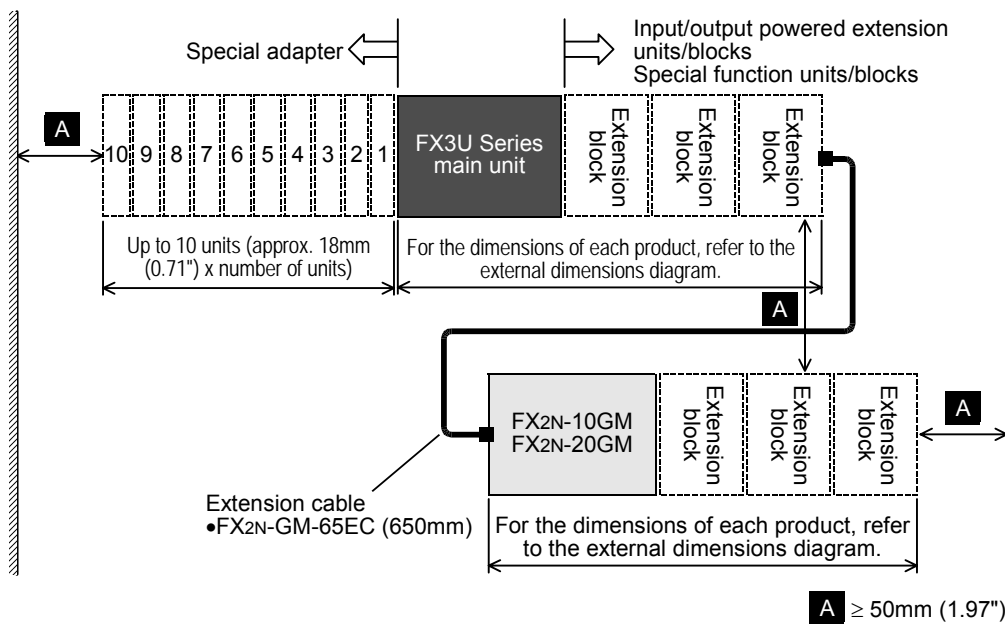 Special adapter
Input/output powered extension
units/blocks
Special function units/blocks
A
10 9 8 7 6 5 4 3 2 1
FX3U Series
main unit
Extension
block
Extension
block
Extension
block
Up to 10 units (approx. 18mm
(0.71") x number of units)
For the dimensions of each product, refer to the
external dimensions diagram.
A
FX2N-10GM
FX2N-20GM
Extension
block
Extension
block
Extension
block
A
Extension cable
•FX2N-GM-65EC (650mm)
For the dimensions of each product, refer
to the external dimensions diagram.
A ≥ 50mm (1.97")